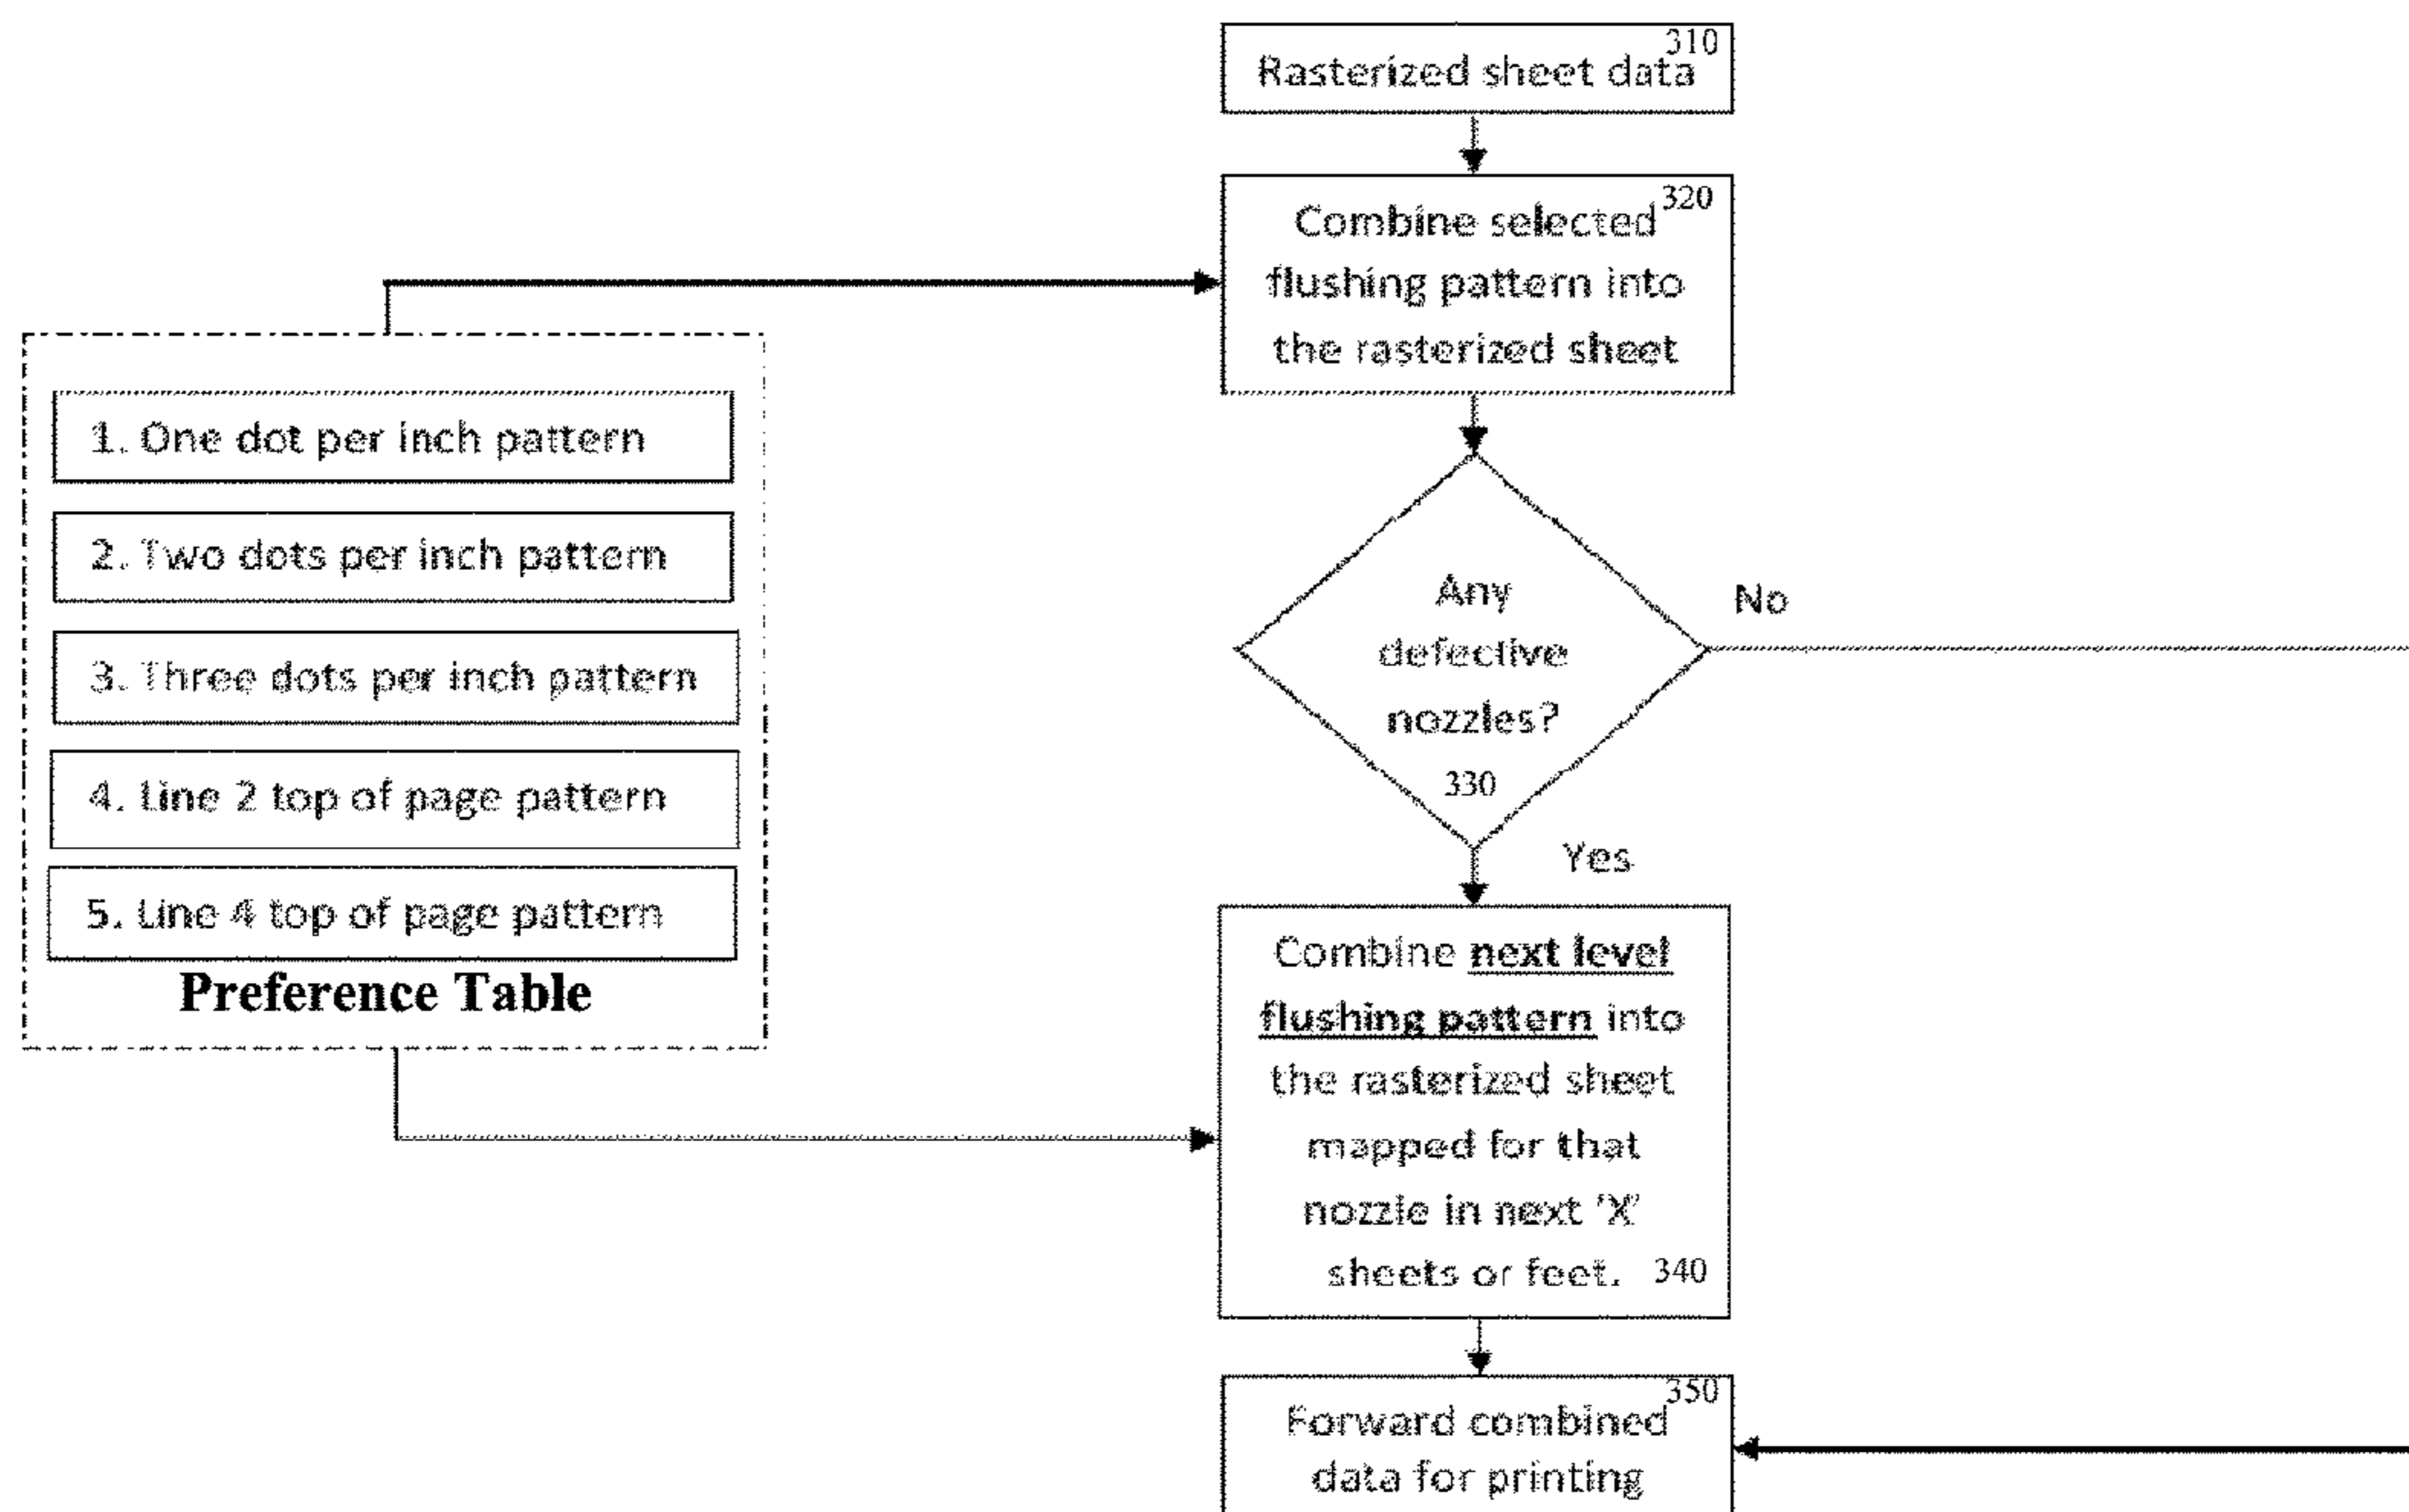 310
Rasterized sheet data
320
Combine selected
flushing pattern into
the rasterized sheet
1. One dot per inch pattern
2. Two dots per inch pattern
3. Three dots per inch pattern
4. Line 2 top of page pattern
5. Line 4 top of page pattern
Preference Table
Any
defective
nozzles?
330
No
Yes
Combine next level
flushing pattern into
the rasterized sheet
mapped for that
nozzle in next 'X'
sheets or feet. 340
350
Forward combined
data for printing